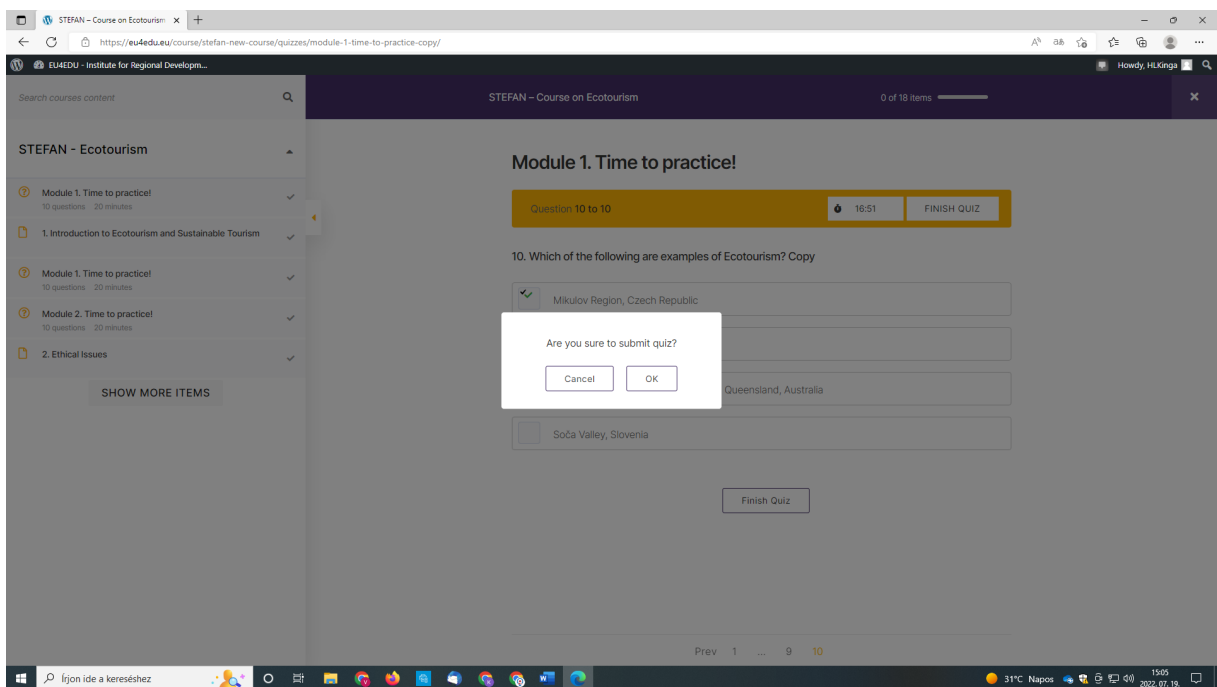 STEFAN – Course on Ecotourism
https://eu4edu.eu/course/stefan-new-course/quizzes/module-1-time-to-practice-copy/
EU4EDU - Institute for Regional Developm...
Howdy, HLKinga
Search courses content
STEFAN – Course on Ecotourism
0 of 18 items
STEFAN - Ecotourism
Module 1. Time to practice!
10 questions 20 minutes
1. Introduction to Ecotourism and Sustainable Tourism
Module 1. Time to practice!
10 questions 20 minutes
Module 2. Time to practice!
10 questions 20 minutes
2. Ethical Issues
SHOW MORE ITEMS
Module 1. Time to practice!
Question 10 to 10
16:51
FINISH QUIZ
10. Which of the following are examples of Ecotourism? Copy
Mikulov Region, Czech Republic
Are you sure to submit quiz?
Cancel OK
Queensland, Australia
Soča Valley, Slovenia
Finish Quiz
Prev 1 ... 9 10
Írjon ide a kereséshez
31°C Napos
15:05
2022. 07. 19.